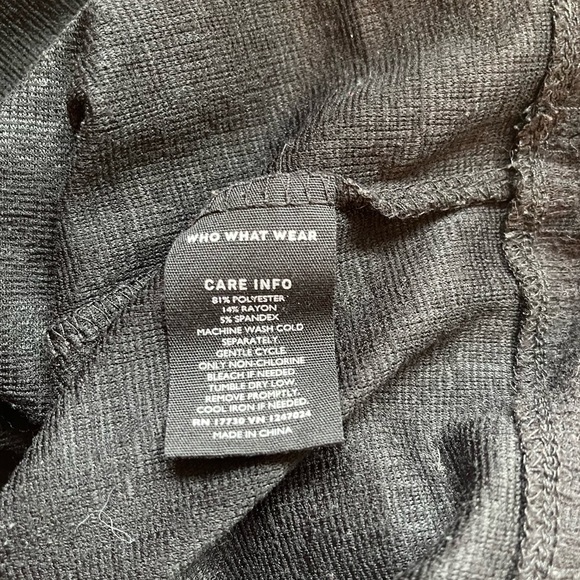 WHO WHAT WEAR
CARE INFO
81% POLYESTER
14% RAYON
5% SPANDEX
MACHINE WASH COLD
SEPARATELY.
GENTLE CYCLE
ONLY NON-CHLORINE
BLEACH IF NEEDED
TUMBLE DRY LOW
REMOVE PROMPTLY.
COOL IRON IF NEEDED.
RN 17730 VN
MADE IN CHINA